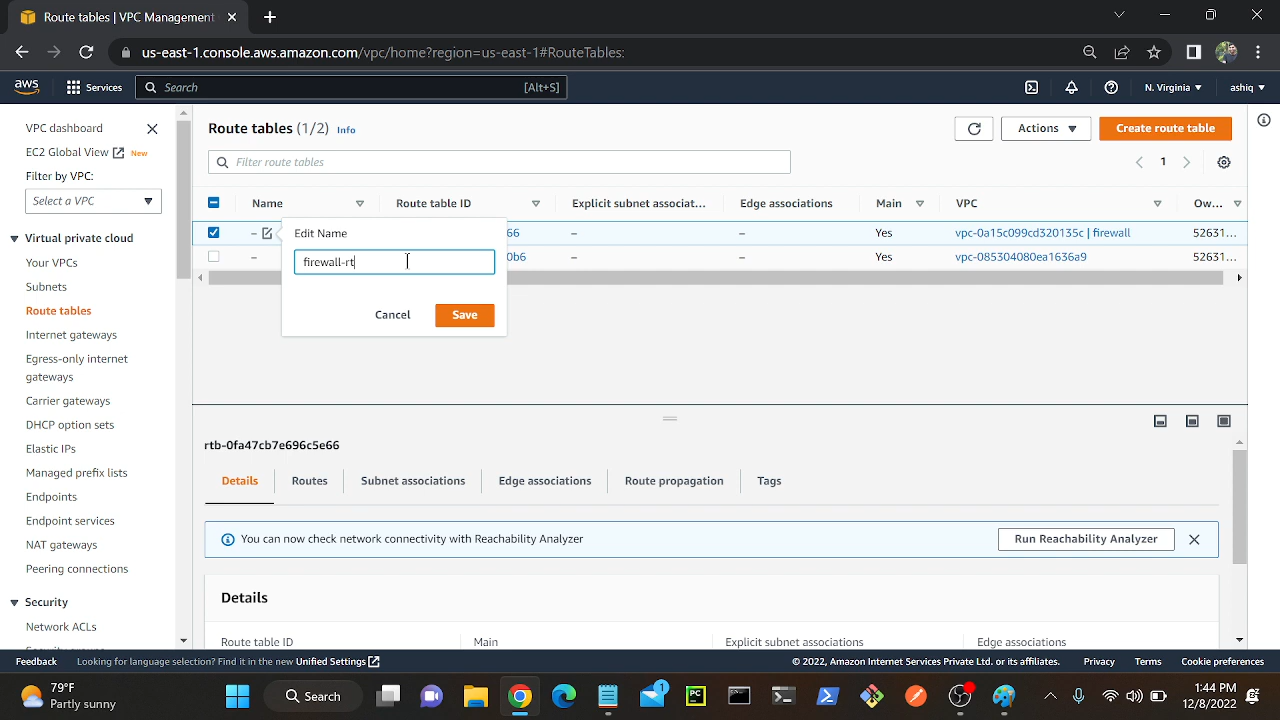 Route tables | VPC Management
us-east-1.console.aws.amazon.com/vpc/home?region=us-east-1#RouteTables:
aws
Services
Search
[Alt+S]
N. Virginia
ashiq
VPC dashboard
EC2 Global View
New
Filter by VPC:
Select a VPC
Virtual private cloud
Your VPCs
Subnets
Route tables
Internet gateways
Egress-only internet
gateways
Carrier gateways
DHCP option sets
Elastic IPs
Managed prefix lists
Endpoints
Endpoint services
NAT gateways
Peering connections
Security
Network ACLs
Route tables (1/2) Info
Actions
Create route table
Filter route tables
1
Name
Route table ID
Explicit subnet associat...
Edge associations
Main
VPC
Ow...
– 66 – – Yes vpc-0a15c099cd320135c | firewall 52631...
– 0b6 – – Yes vpc-085304080ea1636a9 52631...
Edit Name
firewall-rt
Cancel
Save
rtb-0fa47cb7e696c5e66
Details
Routes
Subnet associations
Edge associations
Route propagation
Tags
You can now check network connectivity with Reachability Analyzer
Run Reachability Analyzer
Details
Route table ID
Main
Explicit subnet associations
Edge associations
Feedback
Looking for language selection? Find it in the new Unified Settings
© 2022, Amazon Internet Services Private Ltd. or its affiliates.
Privacy
Terms
Cookie preferences
79°F
Partly sunny
Search
1
PC
1:44 PM
12/8/2022